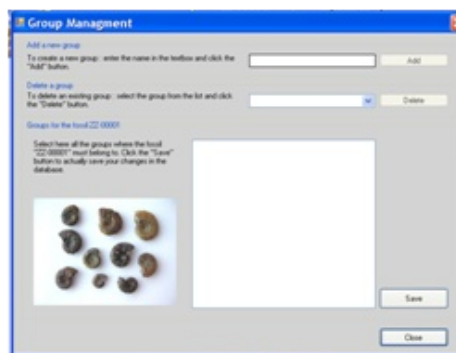 Group Managment
Add a new group
To create a new group : enter the name in the textbox and click the
"Add" button.
Add
Delete a group
To delete an existing group : select the group from the list and click
the "Delete" button.
Delete
Groups for the fossil ZZ-00001
Select here all the groups where the fossil
"ZZ-00001" must belong to. Click the "Save"
button to actually save your changes in the
database.
Save
Close